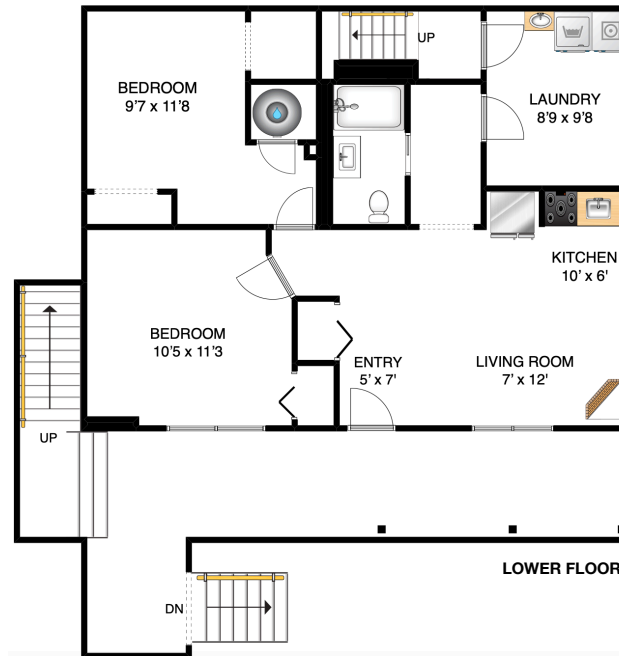 UP
BEDROOM
9'7 x 11'8
LAUNDRY
8'9 x 9'8
KITCHEN
10' x 6'
BEDROOM
10'5 x 11'3
ENTRY
5' x 7'
LIVING ROOM
7' x 12'
UP
LOWER FLOOR
DN